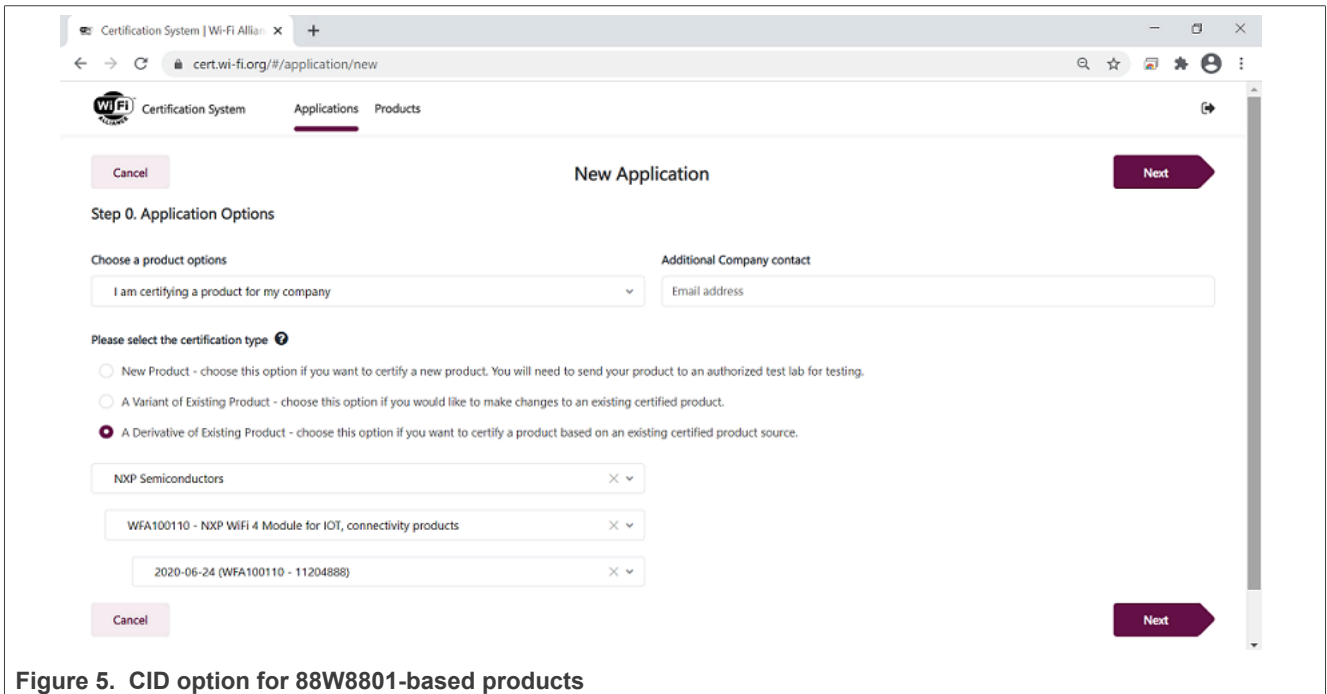 Certification System | Wi-Fi Allian
cert.wi-fi.org/#/application/new
Wi Fi ALLIANCE Certification System Applications Products
Cancel New Application Next
Step 0. Application Options
Choose a product options Additional Company contact
I am certifying a product for my company Email address
Please select the certification type ?
New Product - choose this option if you want to certify a new product. You will need to send your product to an authorized test lab for testing.
A Variant of Existing Product - choose this option if you would like to make changes to an existing certified product.
A Derivative of Existing Product - choose this option if you want to certify a product based on an existing certified product source.
NXP Semiconductors
WFA100110 - NXP WiFi 4 Module for IOT, connectivity products
2020-06-24 (WFA100110 - 11204888)
Cancel Next
Figure 5. CID option for 88W8801-based products